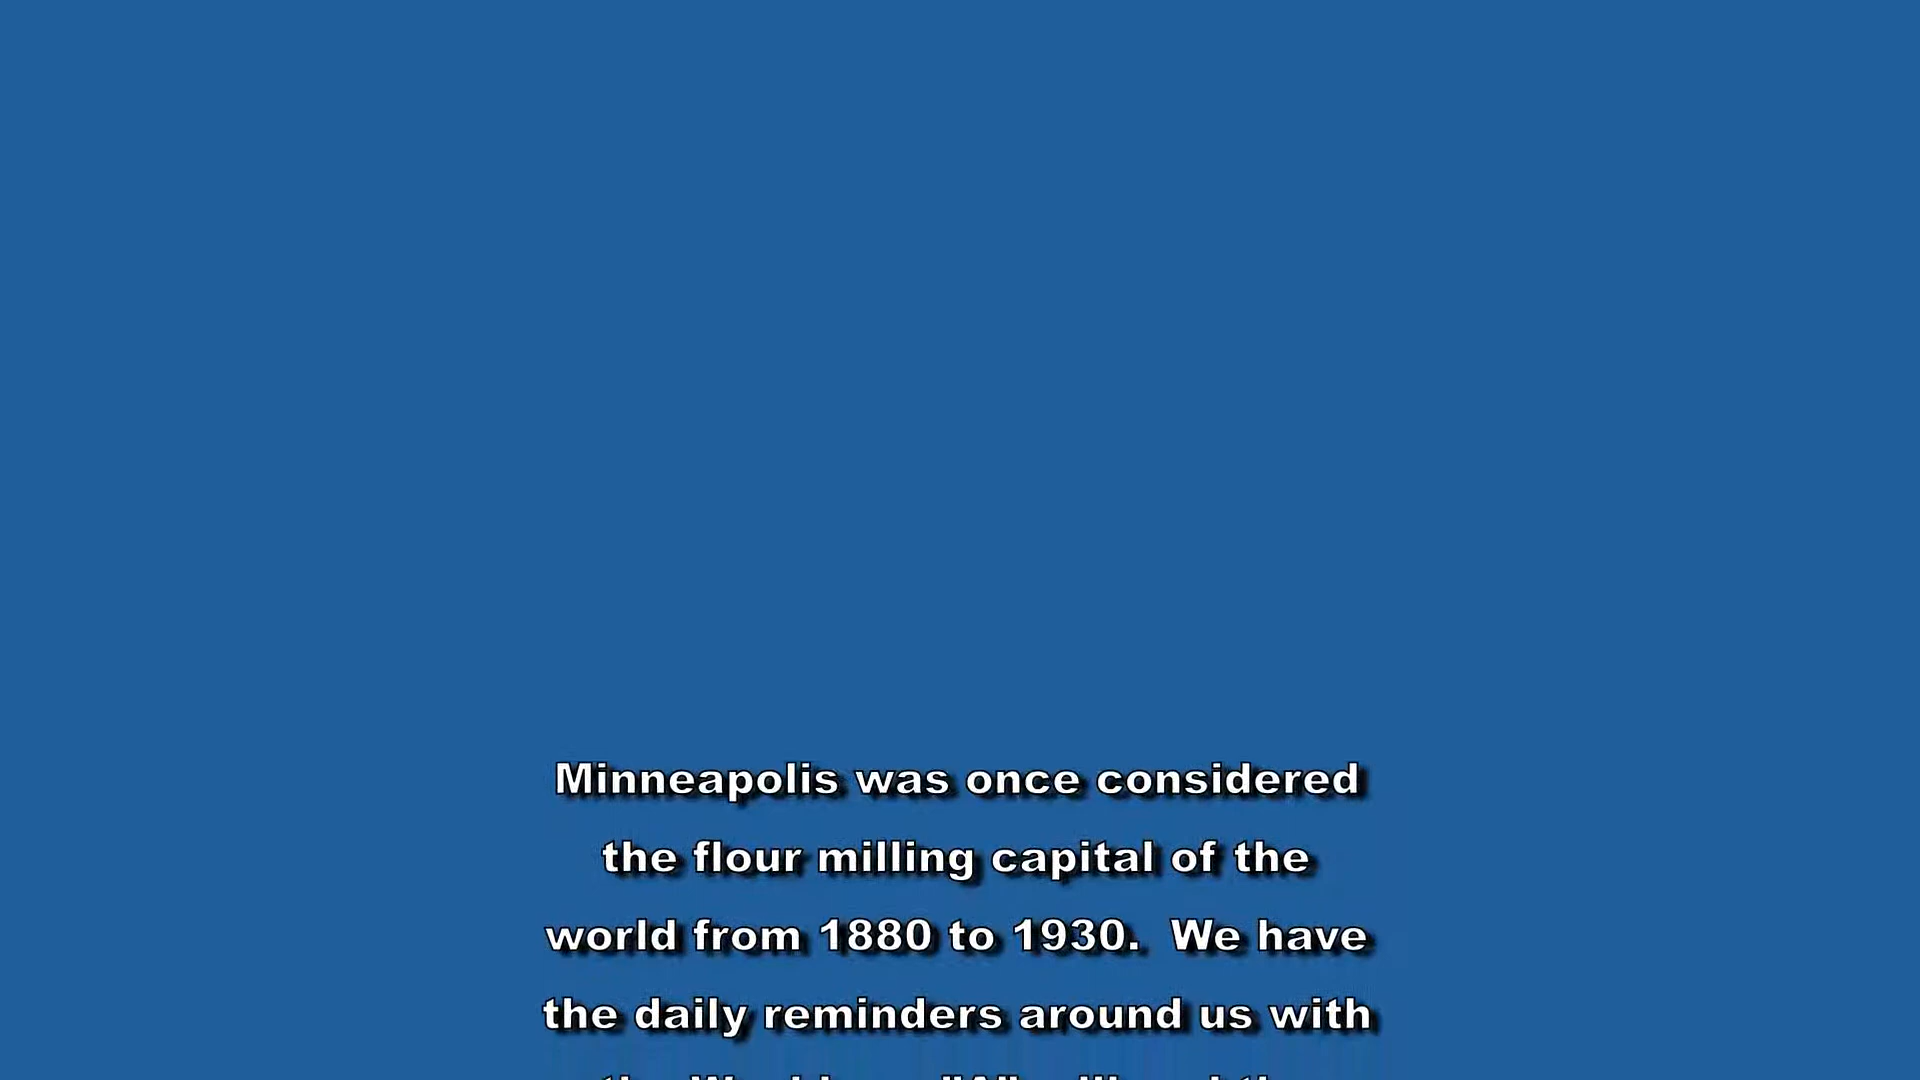 Minneapolis was once considered
the flour milling capital of the
world from 1880 to 1930.  We have
the daily reminders around us with